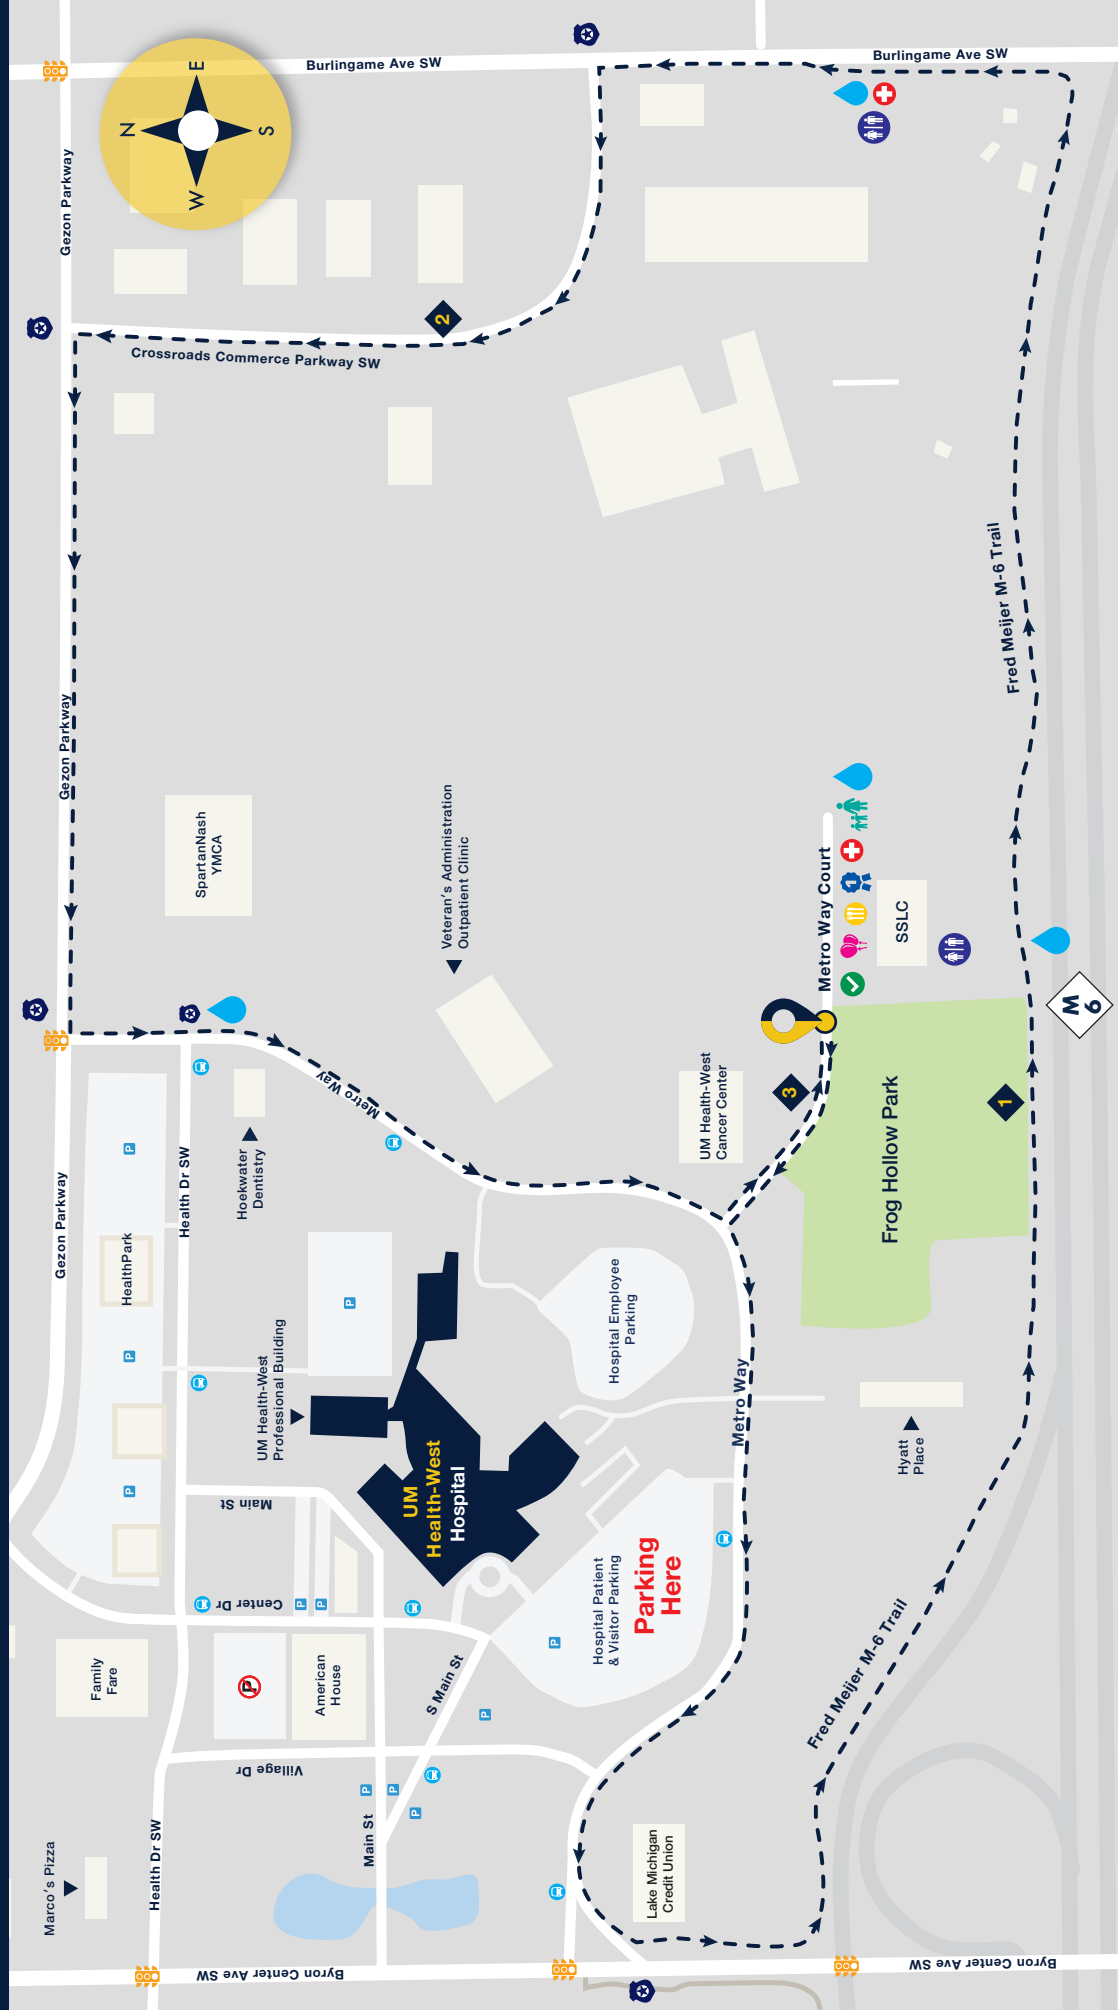 Burlingame Ave SW
Burlingame Ave SW
E
N
S
W
Gezon Parkway
2
Crossroads Commerce Parkway SW
Fred Meijer M-6 Trail
Gezon Parkway
SpartanNash
YMCA
Veteran's Administration
Outpatient Clinic
Metro Way Court
1
SSLC
M
6
Metro Way
UM Health-West
Cancer Center
3
1
Frog Hollow Park
P
Hoekwater
Dentistry
Health Dr SW
Gezon Parkway
HealthPark
P
P
UM Health-West
Professional Building
P
Hospital Employee
Parking
Metro Way
Hyatt
Place
UM
Health-West
Hospital
Main St
P
Center Dr
P
P
Hospital Patient
& Visitor Parking
Parking
Here
P
Family
Fare
P
American
House
S Main St
P
Fred Meijer M-6 Trail
Village Dr
P
P
P
Main St
Health Dr SW
Marco's Pizza
Lake Michigan
Credit Union
Byron Center Ave SW
Byron Center Ave SW